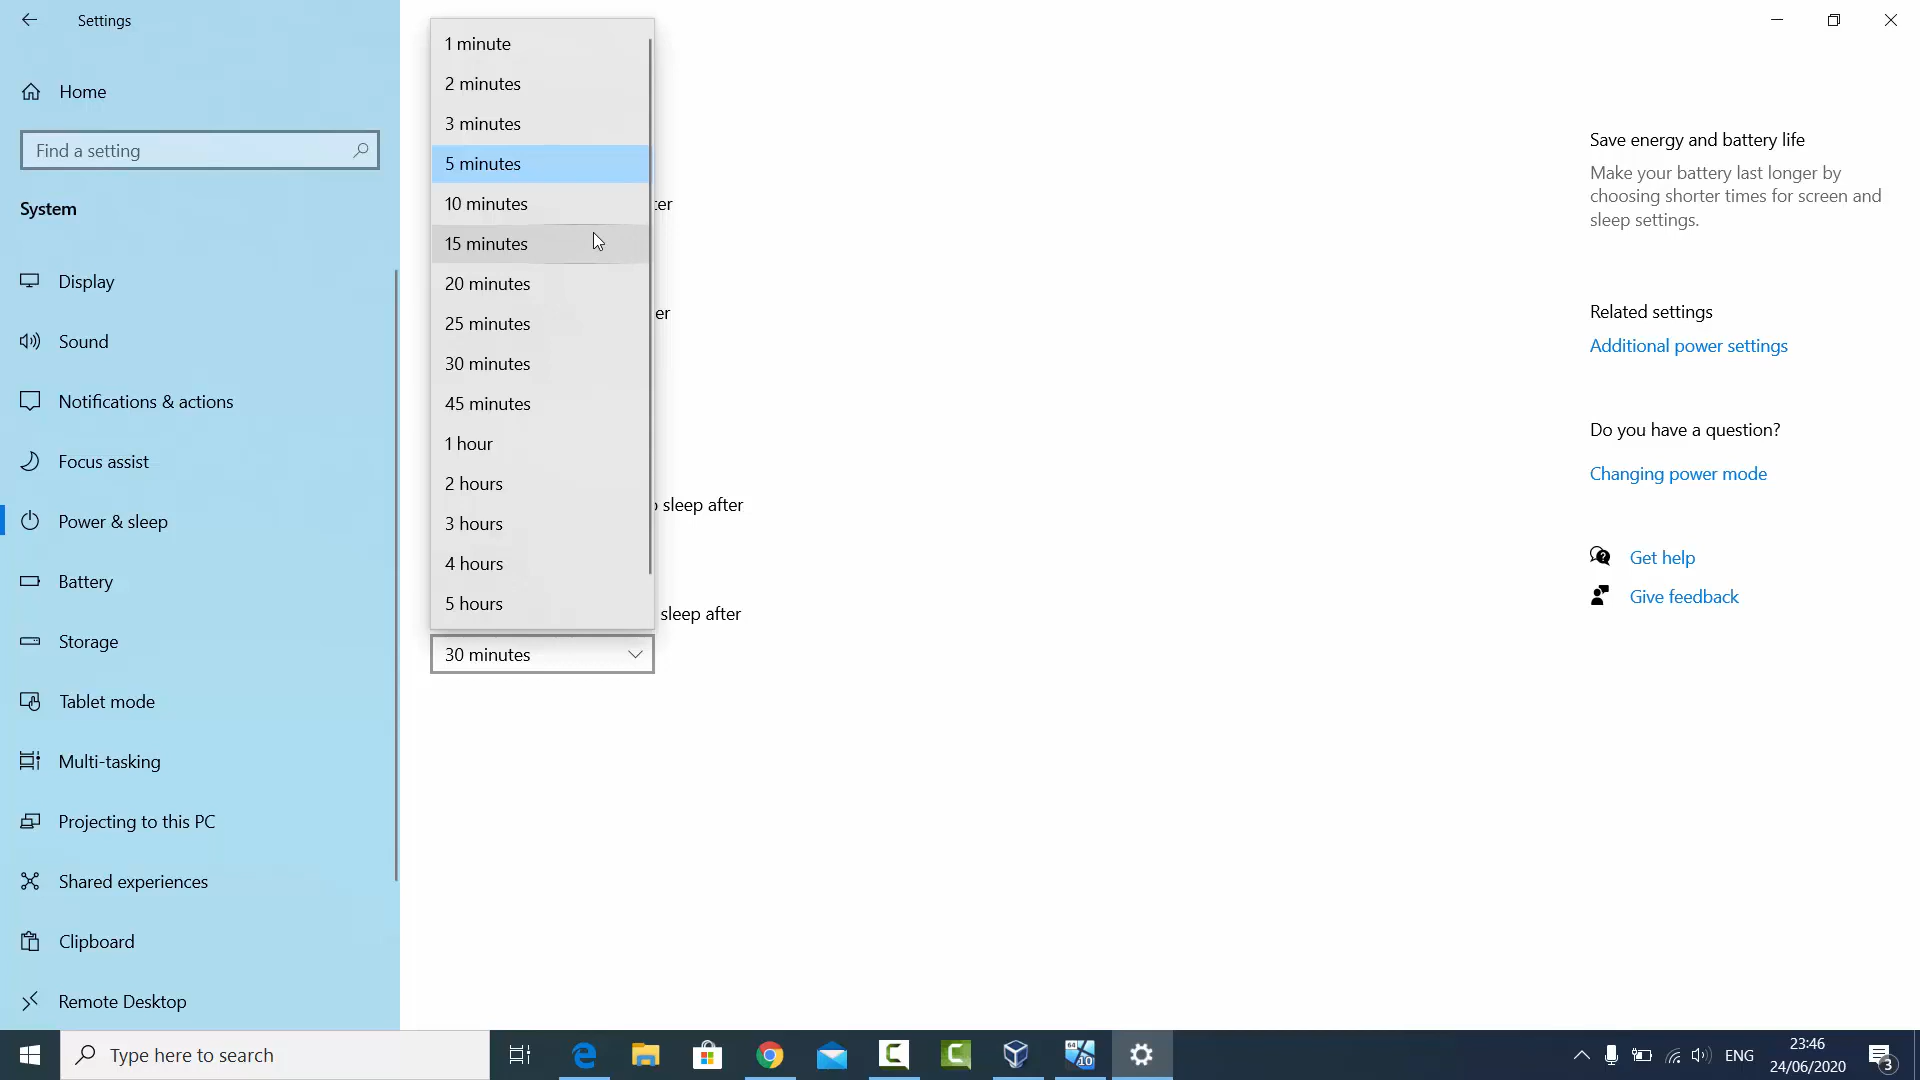 Settings
Home
Find a setting
System
Display
Sound
Notifications & actions
Focus assist
Power & sleep
Battery
Storage
Tablet mode
Multi-tasking
Projecting to this PC
Shared experiences
Clipboard
Remote Desktop
1 minute
2 minutes
3 minutes
5 minutes
10 minutes
15 minutes
20 minutes
25 minutes
30 minutes
45 minutes
1 hour
2 hours
3 hours
4 hours
5 hours
er
sleep after
sleep after
30 minutes
Save energy and battery life
Make your battery last longer by
choosing shorter times for screen and
sleep settings.
Related settings
Additional power settings
Do you have a question?
Changing power mode
Get help
Give feedback
Type here to search
64
10
ENG
23:46
24/06/2020
3